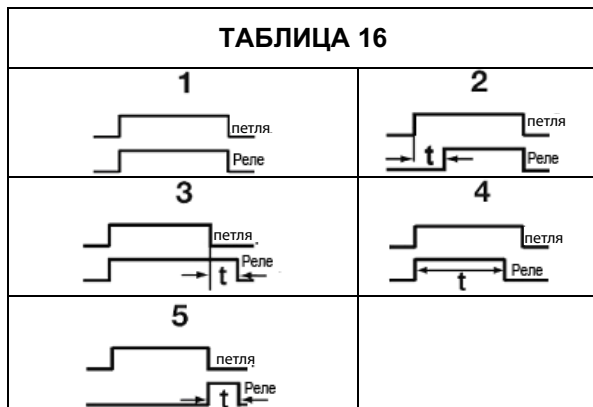 ТАБЛИЦА 16
1
петля.
Реле
2
петля
t
Реле
3
петля.
Реле
t
4
петля
Реле
t
5
петля.
Реле
t